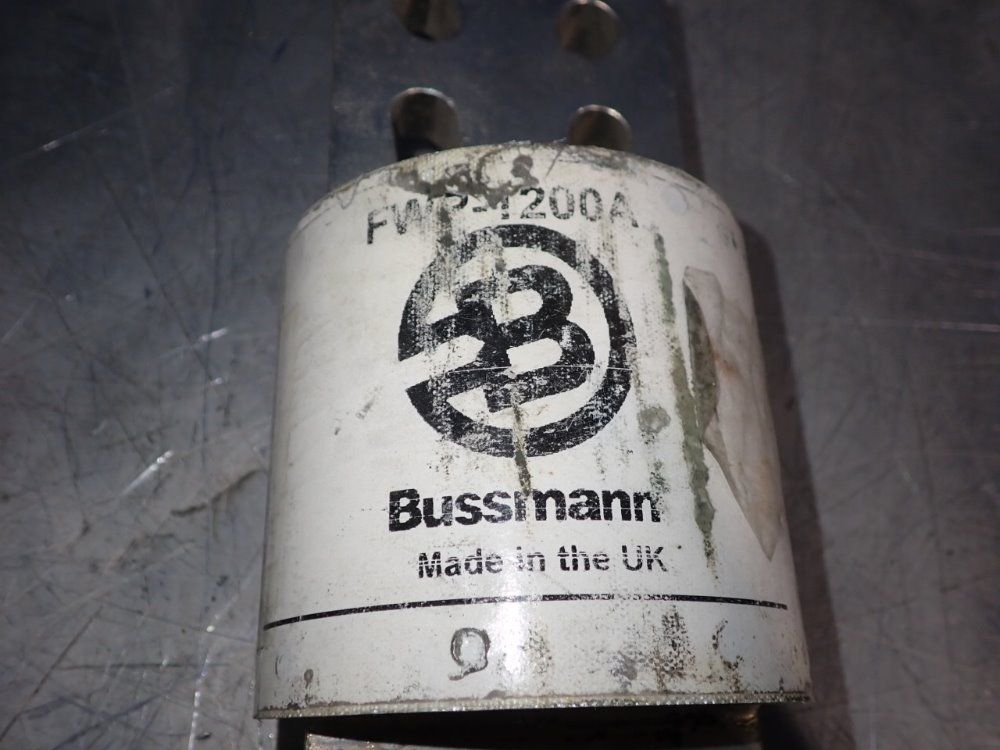 FWP-1200A
B
Bussmann
Made in the UK